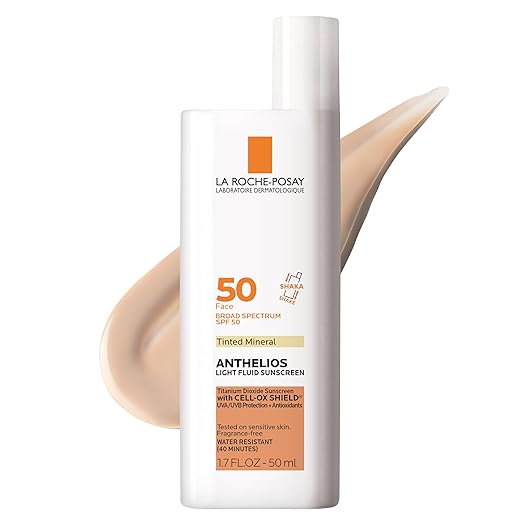 LA ROCHE-POSAY
LABORATOIRE DERMATOLOGIQUE
50
Face
BROAD SPECTRUM
SPF 50
SHAKA
SHAKE
Tinted Mineral
ANTHELIOS
LIGHT FLUID SUNSCREEN
Titanium Dioxide Sunscreen
with CELL-OX SHIELD®
UVA/UVB Protection + Antioxidants
Tested on sensitive skin.
Fragrance-free
WATER RESISTANT
(40 MINUTES)
1.7 FL.OZ - 50 ml